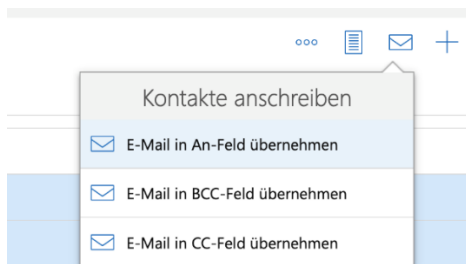 Kontakte anschreiben
E-Mail in An-Feld übernehmen
E-Mail in BCC-Feld übernehmen
E-Mail in CC-Feld übernehmen